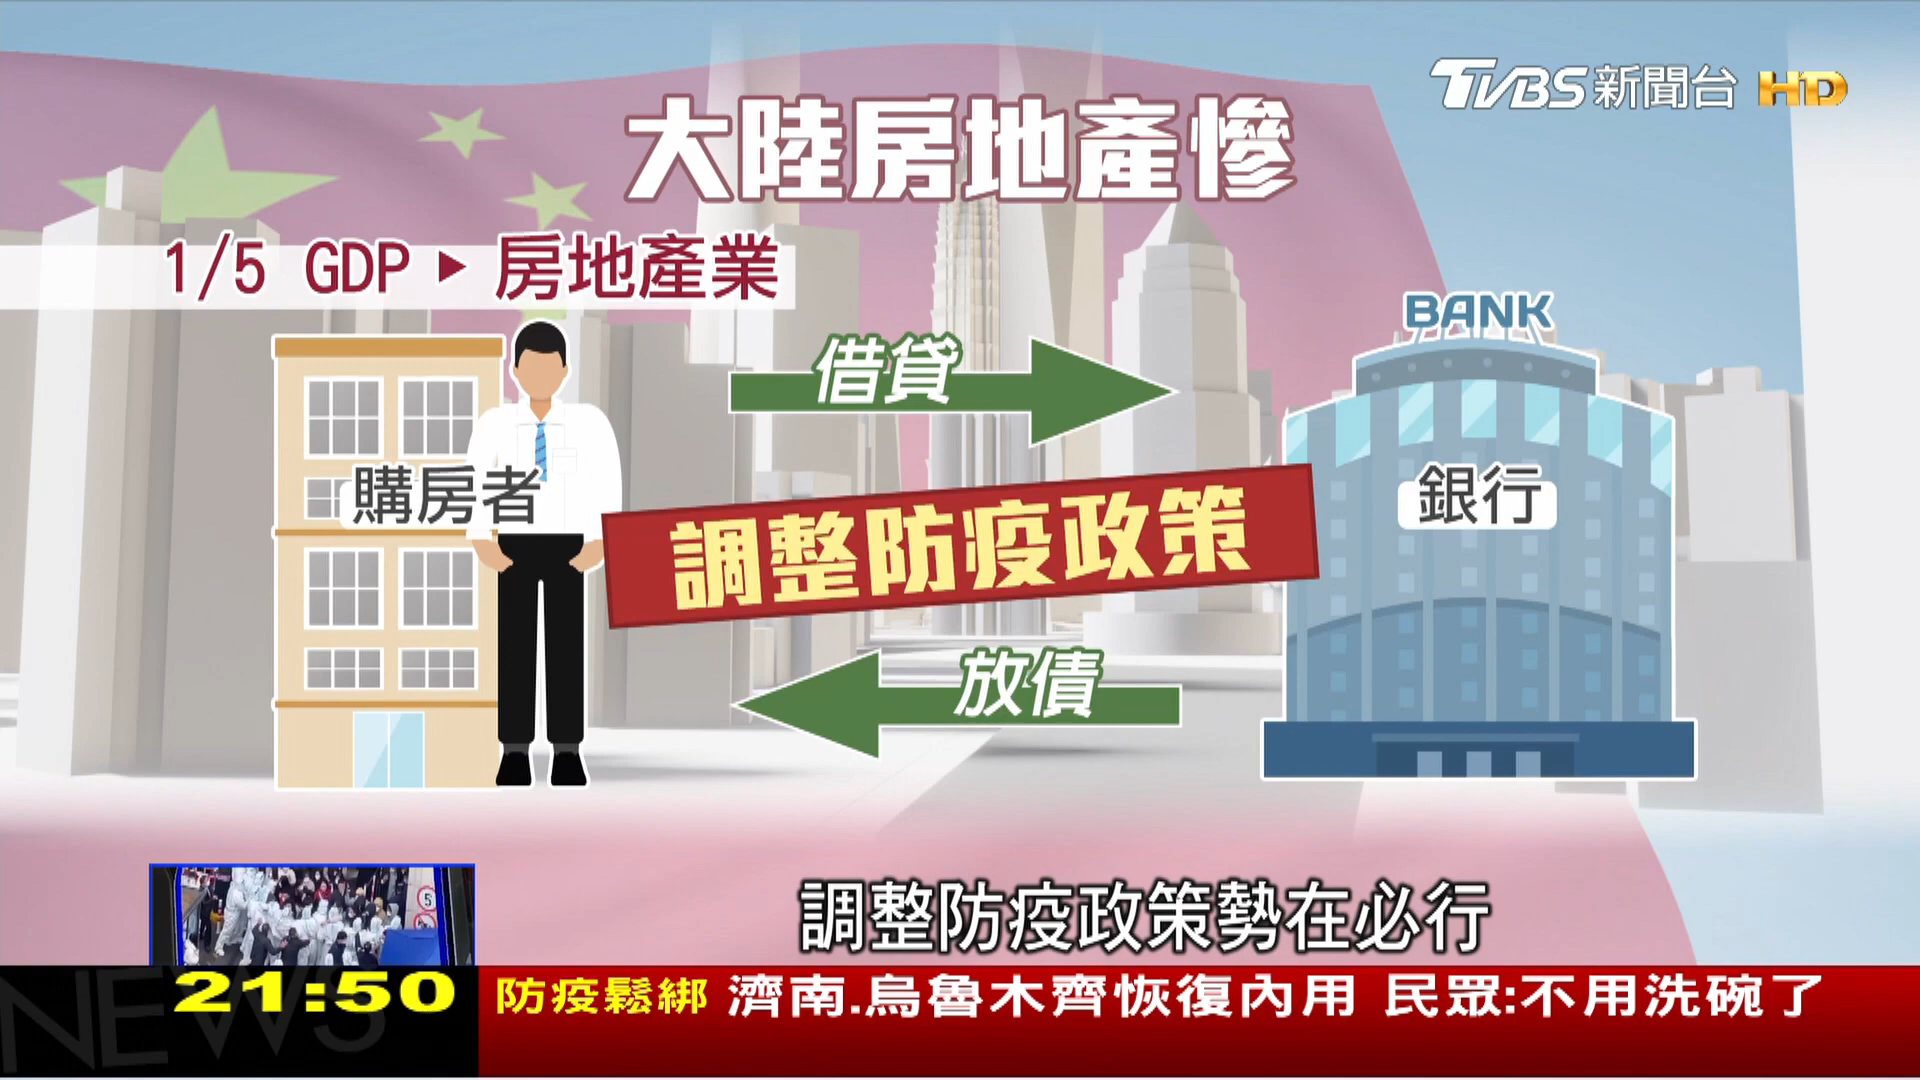 TVBS新聞台 HD
大陸房地產慘
1/5 GDP ▶ 房地產業
BANK
借貸
購房者
銀行
調整防疫政策
放債
調整防疫政策勢在必行
5
NEWS
21:50
防疫鬆綁 濟南.烏魯木齊恢復內用 民眾:不用洗碗了